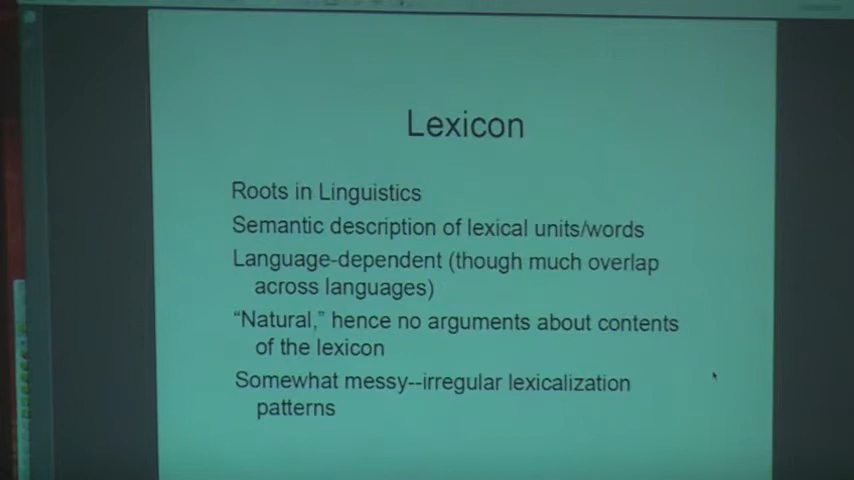 Lexicon
Roots in Linguistics
Semantic description of lexical units/words
Language-dependent (though much overlap
across languages)
“Natural,” hence no arguments about contents
of the lexicon
Somewhat messy--irregular lexicalization
patterns